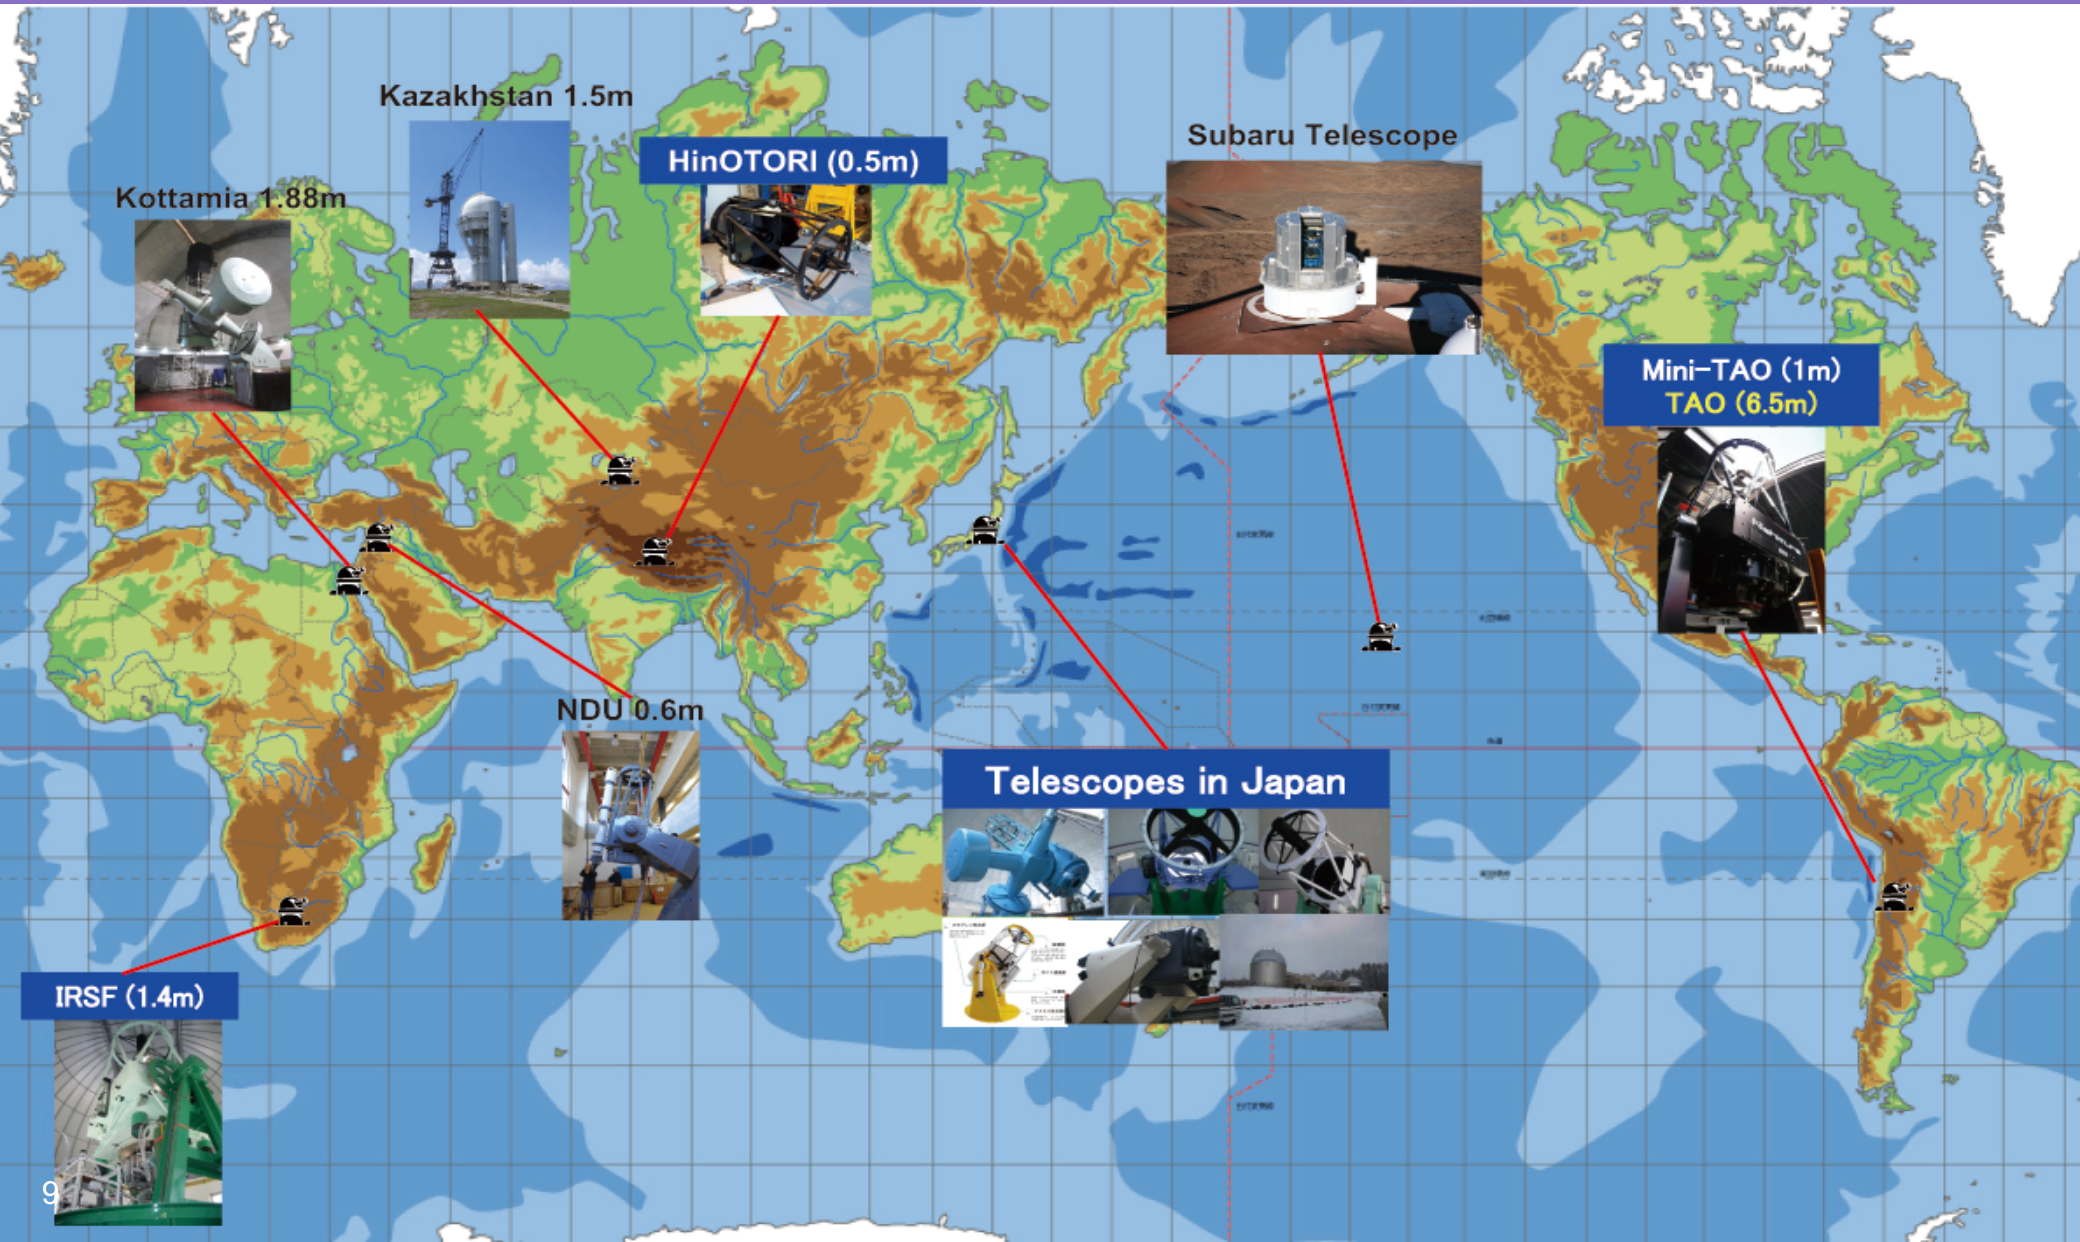 Kazakhstan 1.5m
Subaru Telescope
HinOTORI (0.5m)
Kottamia 1.88m
Mini-TAO (1m)
TAO (6.5m)
NDU 0.6m
Telescopes in Japan
IRSF (1.4m)
9